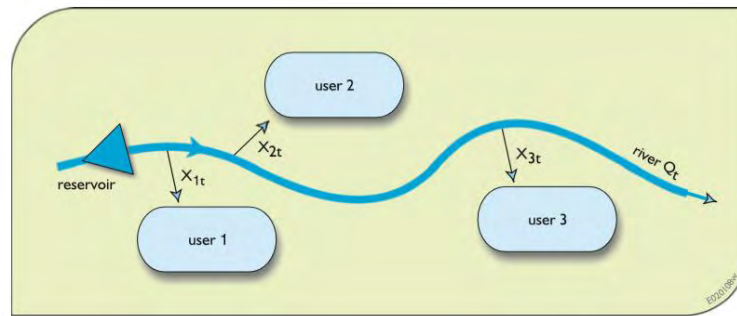 user 2
X2t
river Qt
X3t
reservoir
X1t
user 1
user 3